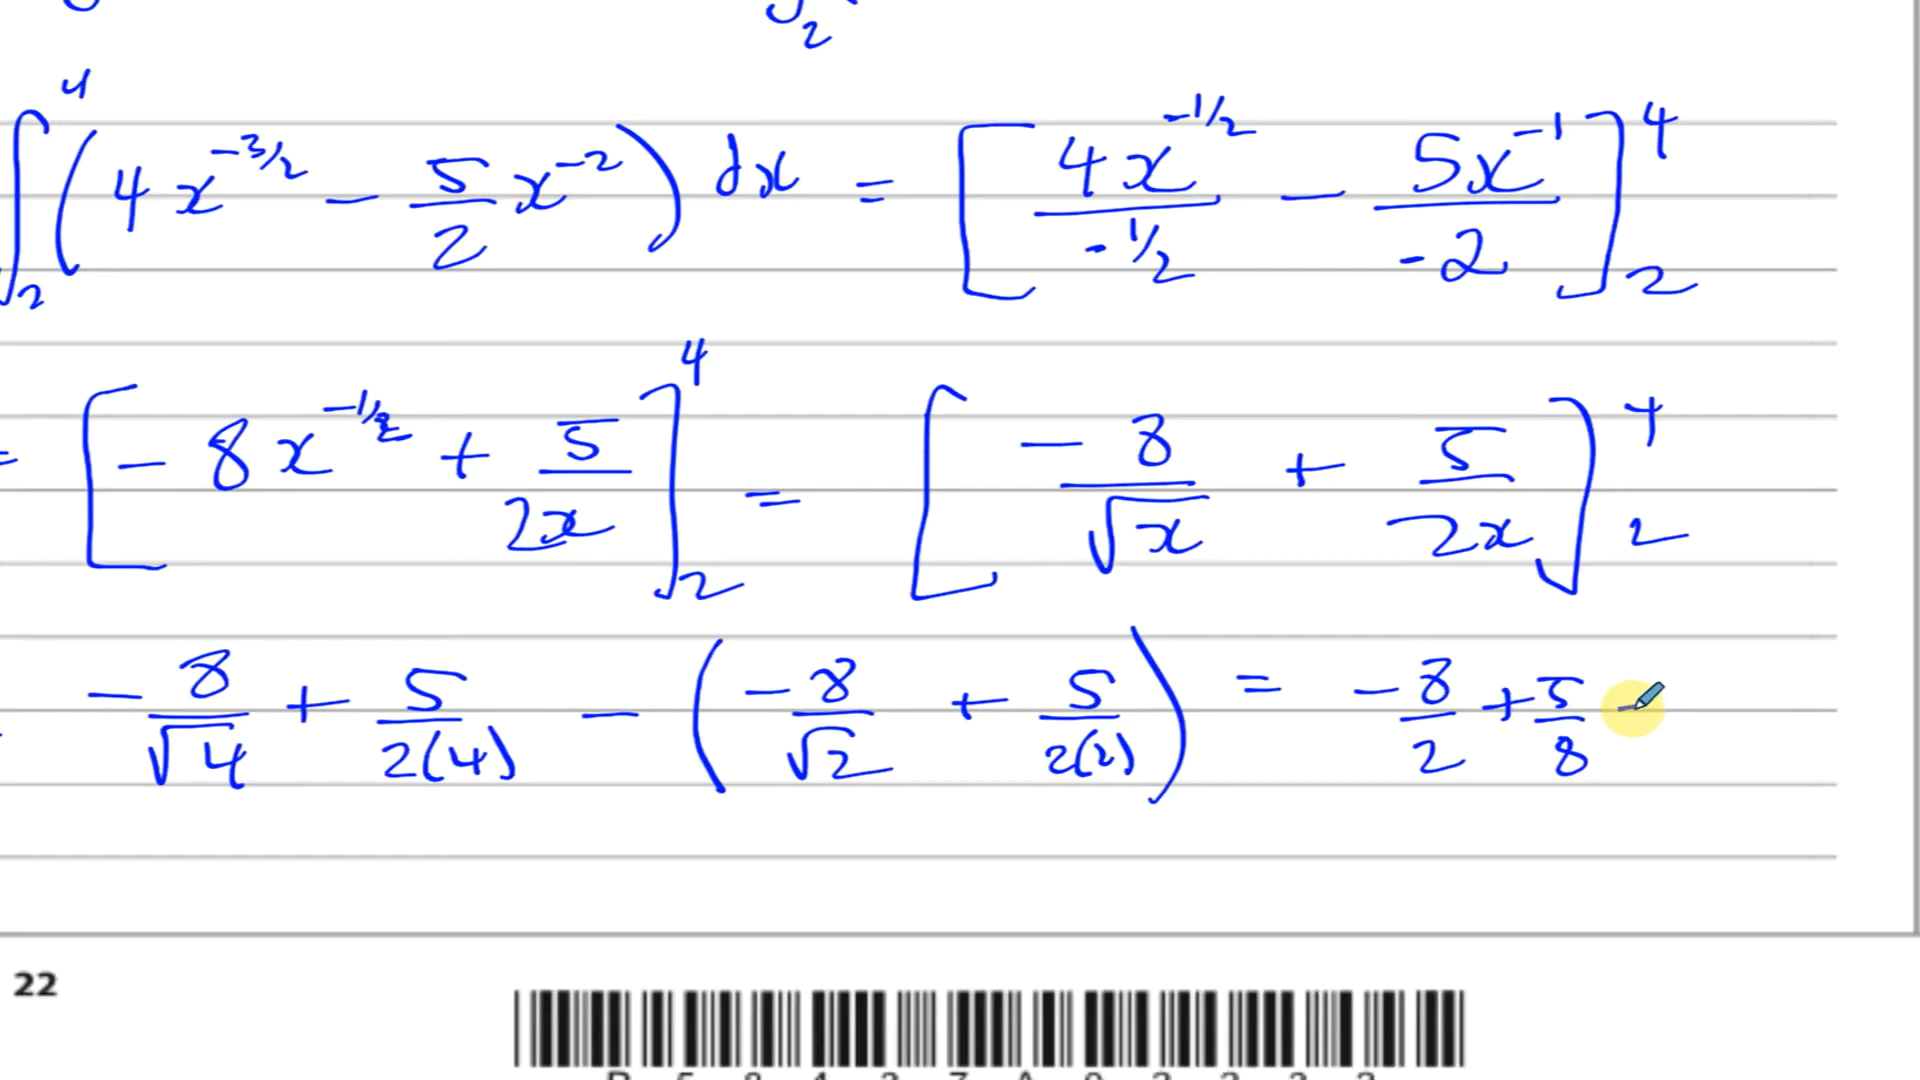 2
∫₂⁴ (4x^(-3/2) − 5/2 x^(-2)) dx = [4x^(-1/2)/(-1/2) − 5x^(-1)/(-2)]₂⁴
= [−8x^(-1/2) + 5/(2x)]₂⁴ = [−8/√x + 5/(2x)]₂⁴
−8/√4 + 5/(2(4)) − (−8/√2 + 5/(2(2))) = −8/2 + 5/8 −
22